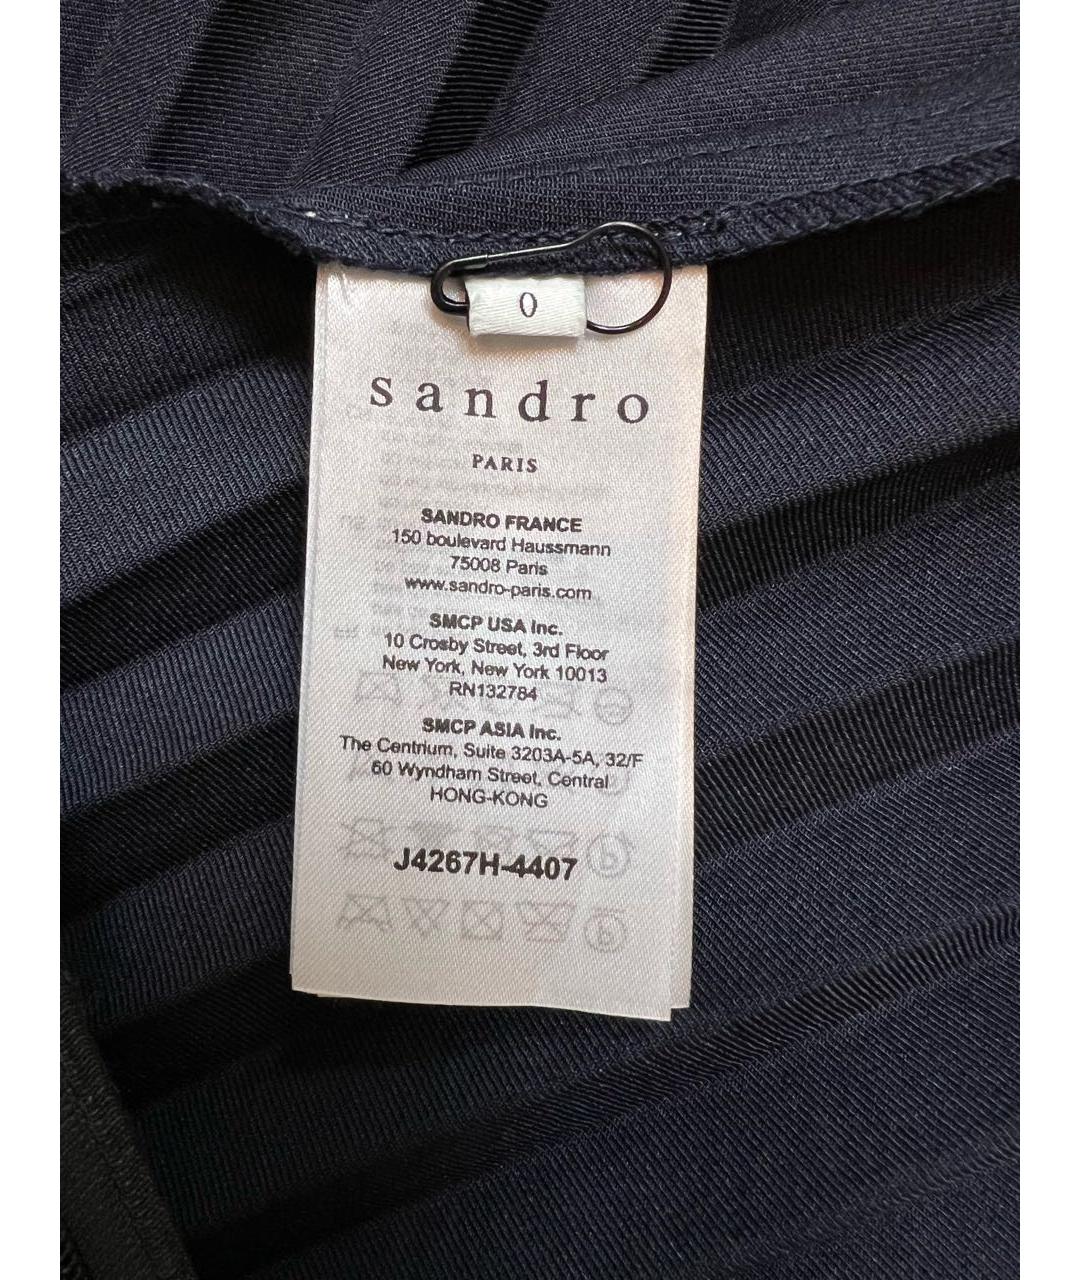 0
sandro
PARIS
SANDRO FRANCE
150 boulevard Haussmann
75008 Paris
www.sandro-paris.com
SMCP USA Inc.
10 Crosby Street, 3rd Floor
New York, New York 10013
RN132784
SMCP ASIA Inc.
The Centrium, Suite 3203A-5A, 32/F
60 Wyndham Street, Central
HONG-KONG
J4267H-4407